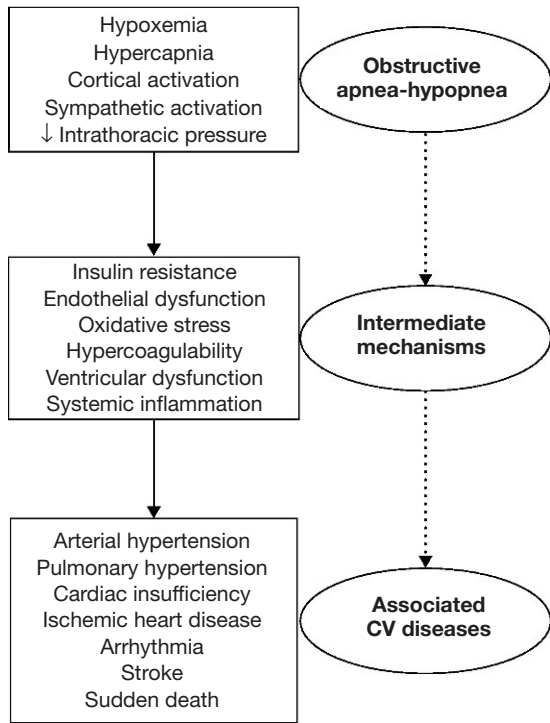 Hypoxemia
Hypercapnia
Cortical activation
Sympathetic activation
↓ Intrathoracic pressure
Obstructive
apnea-hypopnea
Insulin resistance
Endothelial dysfunction
Oxidative stress
Hypercoagulability
Ventricular dysfunction
Systemic inflammation
Intermediate
mechanisms
Arterial hypertension
Pulmonary hypertension
Cardiac insufficiency
Ischemic heart disease
Arrhythmia
Stroke
Sudden death
Associated
CV diseases